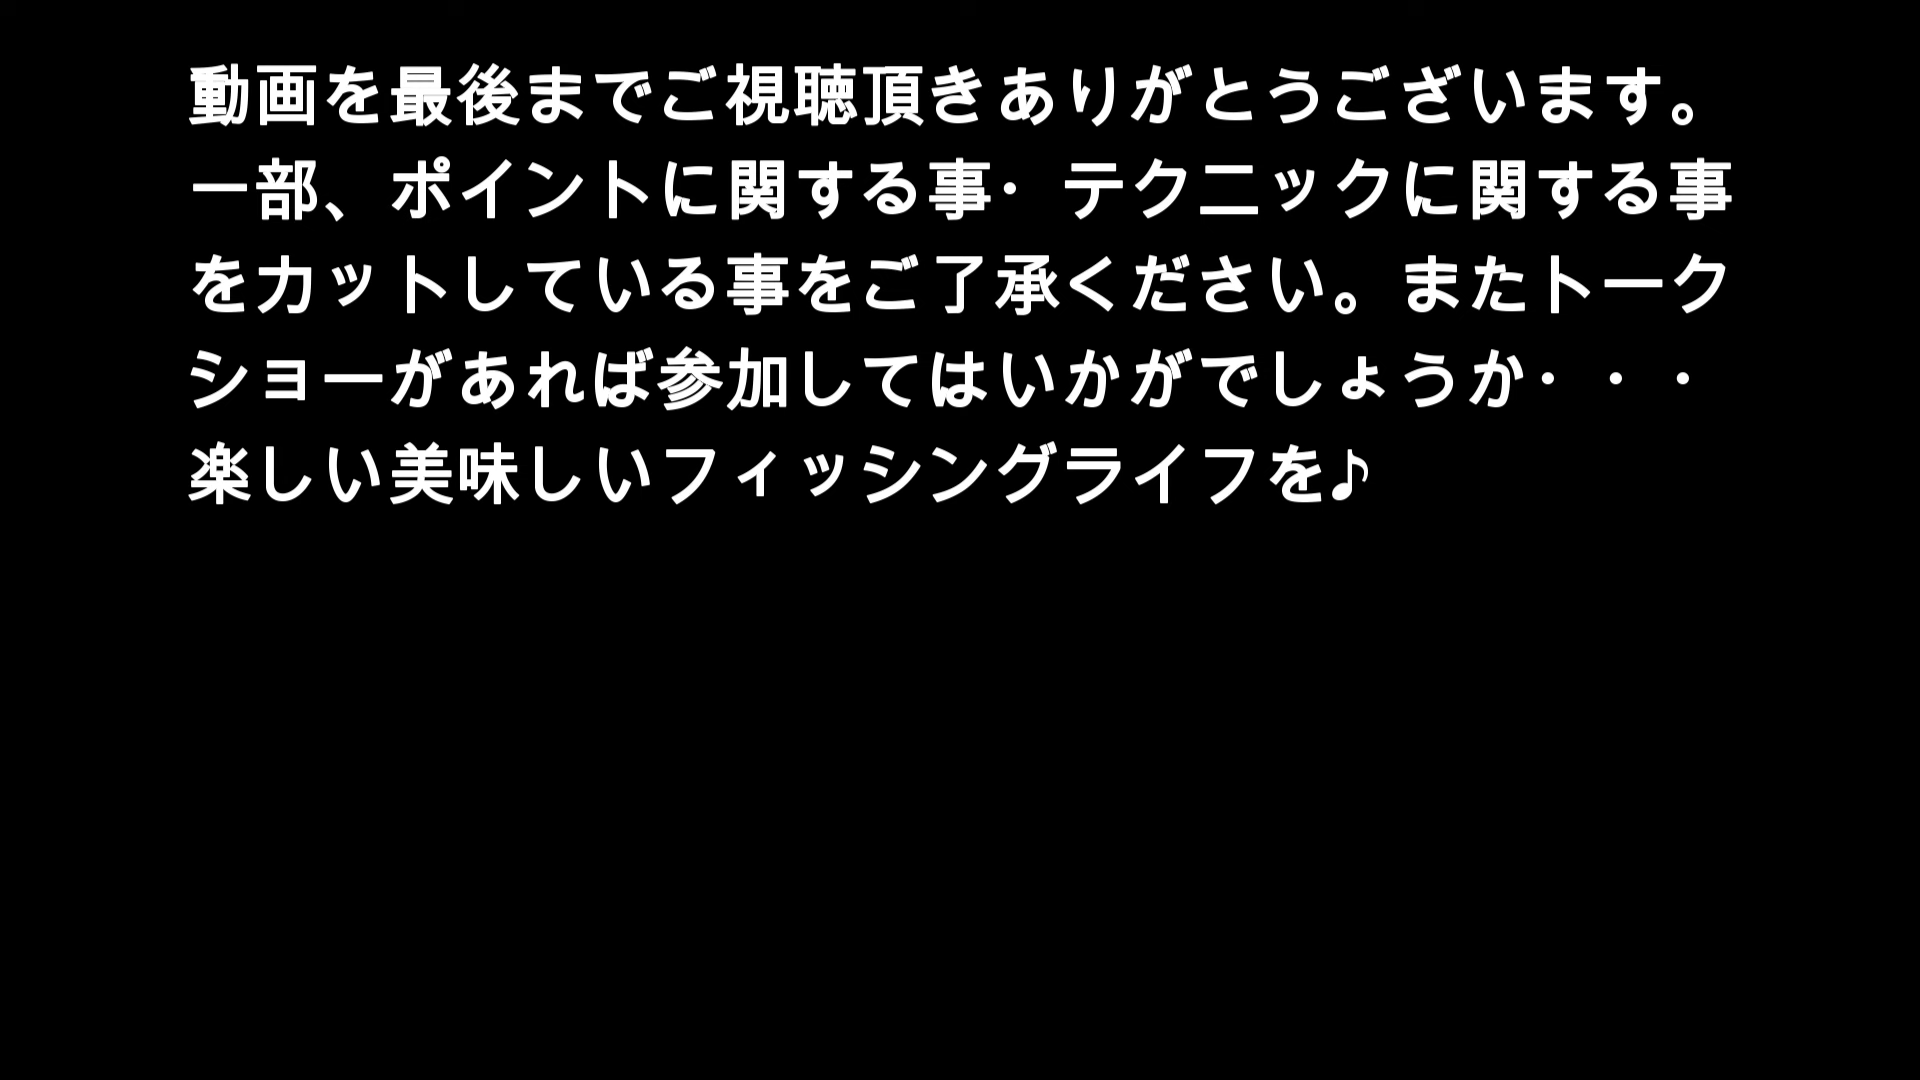 動画を最後までご視聴頂きありがとうございます。
一部、ポイントに関する事・テクニックに関する事
をカットしている事をご了承ください。またトーク
ショーがあれば参加してはいかがでしょうか・・・
楽しい美味しいフィッシングライフを♪